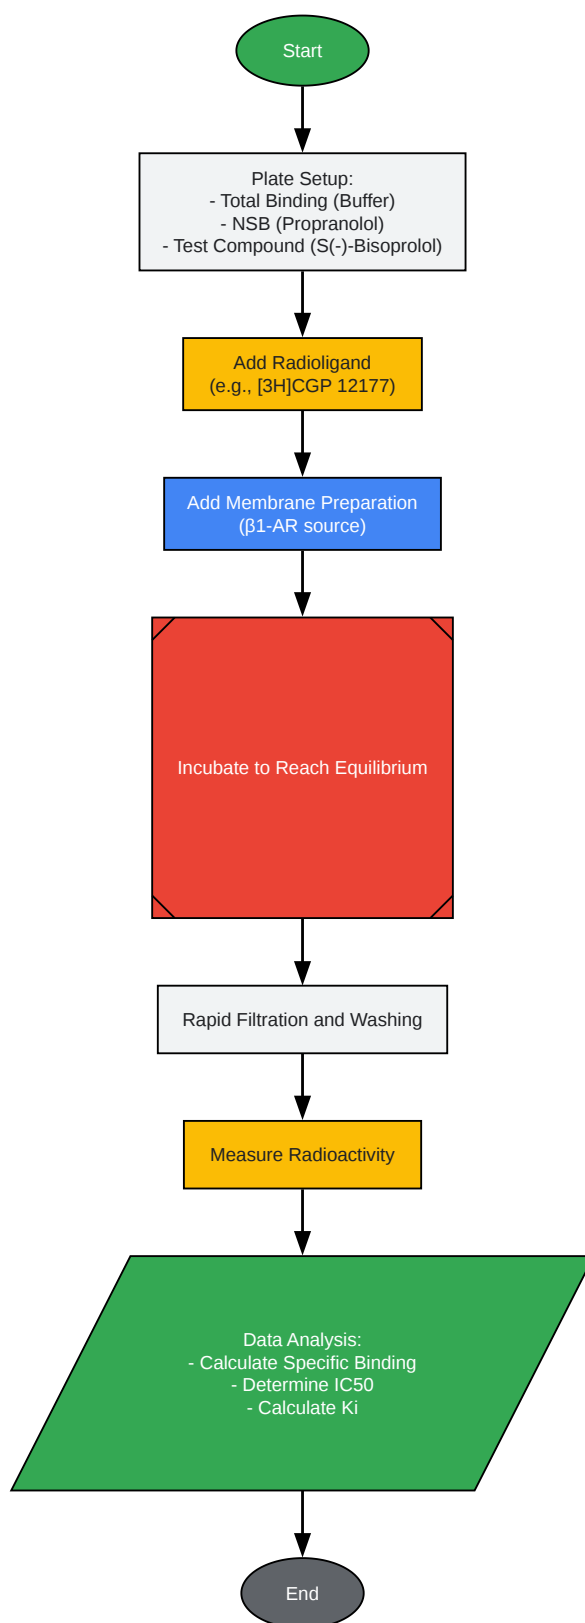 Start
Plate Setup:
- Total Binding (Buffer)
- NSB (Propranolol)
- Test Compound (S(-)-Bisoprolol)
Add Radioligand
(e.g., [3H]CGP 12177)
Add Membrane Preparation
(β1-AR source)
Incubate to Reach Equilibrium
Rapid Filtration and Washing
Measure Radioactivity
Data Analysis:
- Calculate Specific Binding
- Determine IC50
- Calculate Ki
End